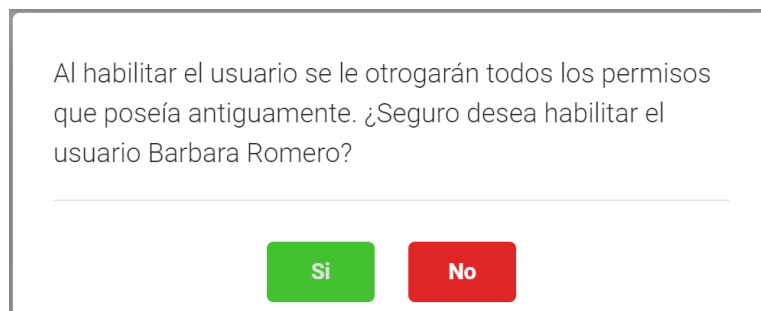 Al habilitar el usuario se le otrogarán todos los permisos
que poseía antiguamente. ¿Seguro desea habilitar el
usuario Barbara Romero?
Si
No